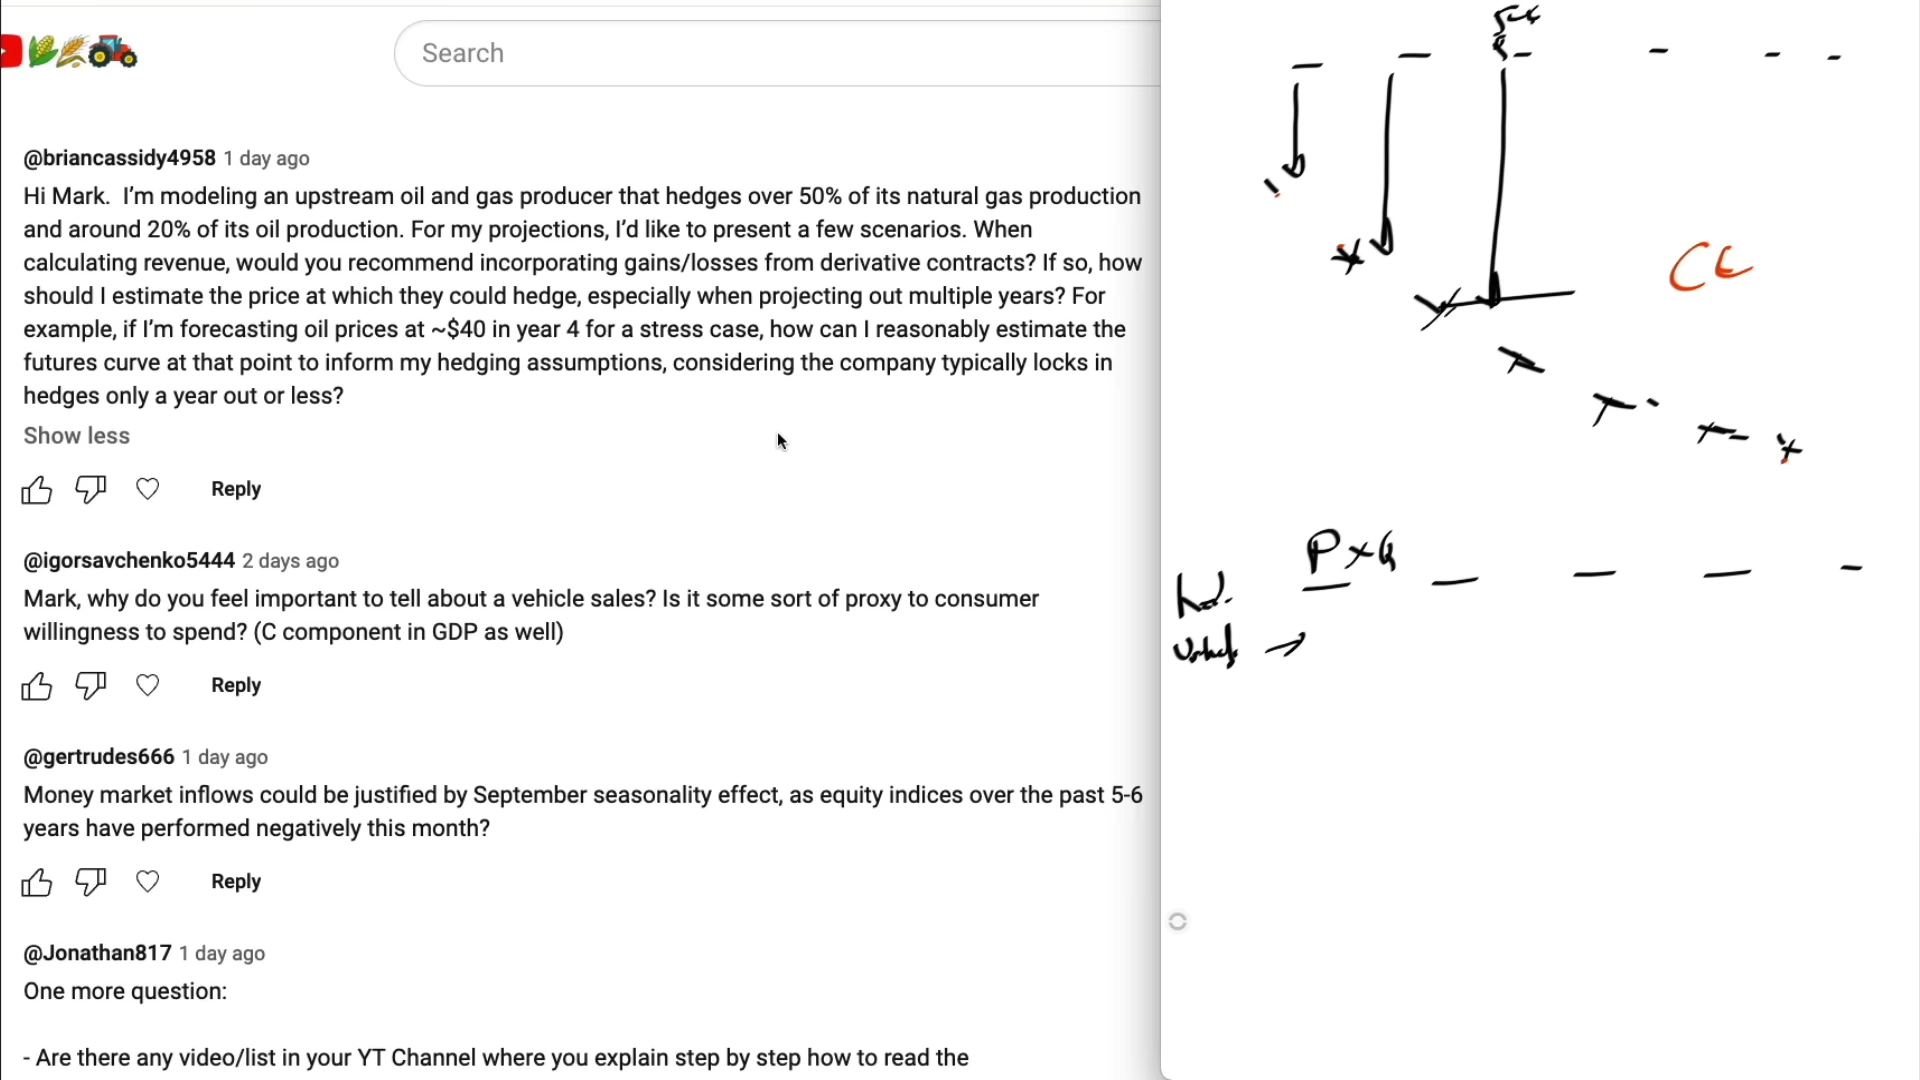 Search
@briancassidy4958 1 day ago
Hi Mark. I'm modeling an upstream oil and gas producer that hedges over 50% of its natural gas production
and around 20% of its oil production. For my projections, I'd like to present a few scenarios. When
calculating revenue, would you recommend incorporating gains/losses from derivative contracts? If so, how
should I estimate the price at which they could hedge, especially when projecting out multiple years? For
example, if I'm forecasting oil prices at ~$40 in year 4 for a stress case, how can I reasonably estimate the
futures curve at that point to inform my hedging assumptions, considering the company typically locks in
hedges only a year out or less?
Show less
Reply
@igorsavchenko5444 2 days ago
Mark, why do you feel important to tell about a vehicle sales? Is it some sort of proxy to consumer
willingness to spend? (C component in GDP as well)
Reply
@gertrudes666 1 day ago
Money market inflows could be justified by September seasonality effect, as equity indices over the past 5-6
years have performed negatively this month?
Reply
@Jonathan817 1 day ago
One more question:
- Are there any video/list in your YT Channel where you explain step by step how to read the
P x Q